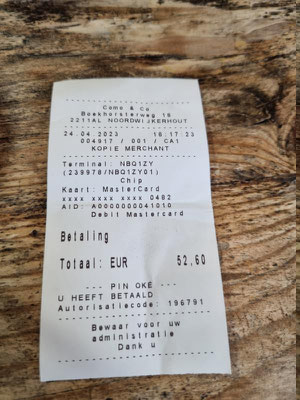 Como & Co
Boekhorsterweg 16
2211AL NOORDWIJKERHOUT
24.04.2023 16:17:23
004917 / 001 / CA1
KOPIE MERCHANT
Terminal: NBQ1ZY
(239978/NBQ1ZY01)
Chip
Kaart: MasterCard
xxxx xxxx xxxx 0482
AID: A0000000041010
Debit Mastercard
Betaling
Totaal: EUR 52,60
--- PIN OKE ---
U HEEFT BETAALD
Autorisatiecode: 196791
Bewaar voor uw
administratie
Dank u